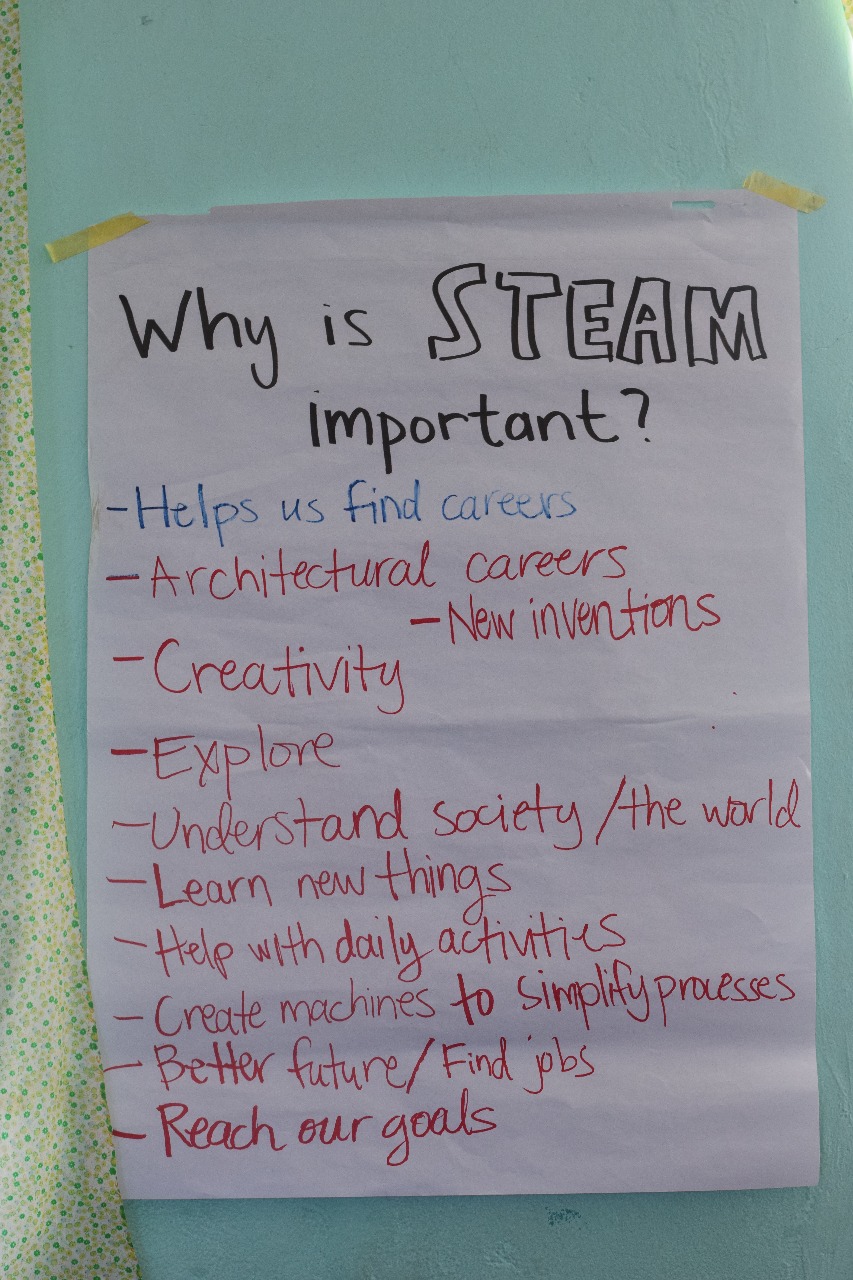 Why is STEAM
important?
-Helps us find careers
- Architectural careers
- New inventions
- Creativity
- Explore
- Understand society /the world
- Learn new things
- Help with daily activities
- Create machines to simplify processes
- Better future/Find jobs
- Reach our goals